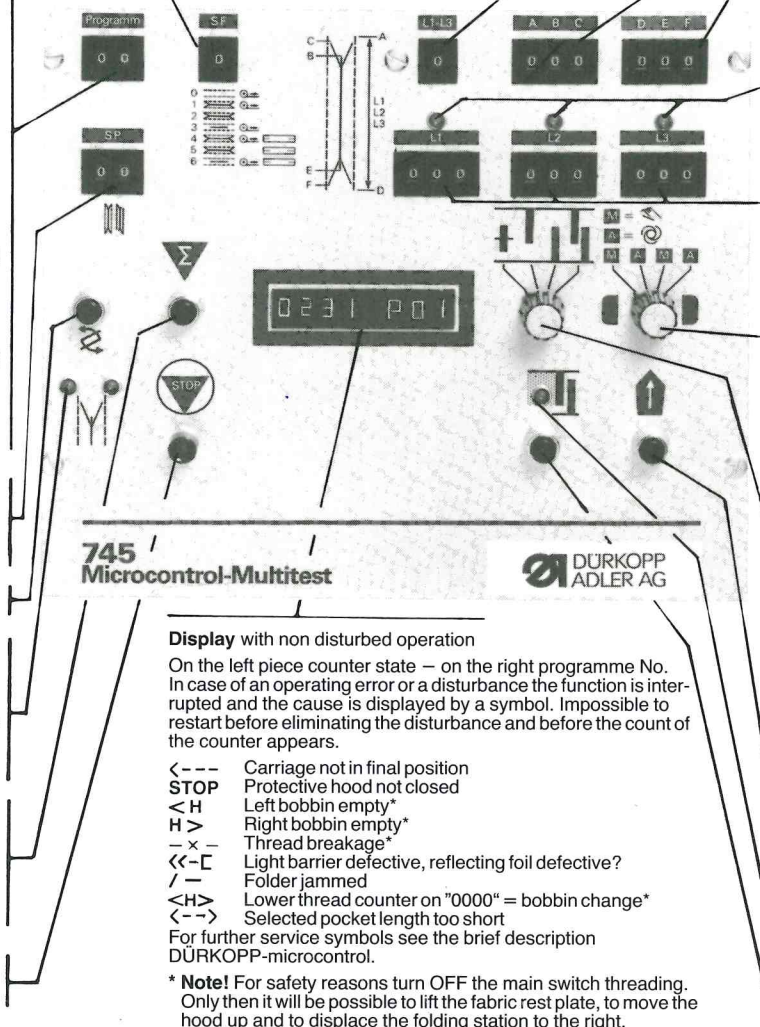 Programm
S.F
L1-L3
A B C
D E F
0 0
0
0
0 0 0
0 0 0
C
B
A
0
1
2
3
4
5
6
L1
L2
L3
E
F
D
S.P
0 0
L1
L2
L3
0 0 0
0 0 0
0 0 0
M =
A =
M A M A
Σ
0231 P01
STOP
745
Microcontrol-Multitest
DÜRKOPP
ADLER AG
Display with non disturbed operation
On the left piece counter state – on the right programme No.
In case of an operating error or a disturbance the function is inter-
rupted and the cause is displayed by a symbol. Impossible to
restart before eliminating the disturbance and before the count of
the counter appears.
<--- Carriage not in final position
STOP Protective hood not closed
<H Left bobbin empty*
H> Right bobbin empty*
–×– Thread breakage*
<<-[ Light barrier defective, reflecting foil defective?
/ – Folder jammed
<H> Lower thread counter on "0000“ = bobbin change*
<--> Selected pocket length too short
For further service symbols see the brief description
DÜRKOPP-microcontrol.
* Note! For safety reasons turn OFF the main switch threading.
Only then it will be possible to lift the fabric rest plate, to move the
hood up and to displace the folding station to the right.